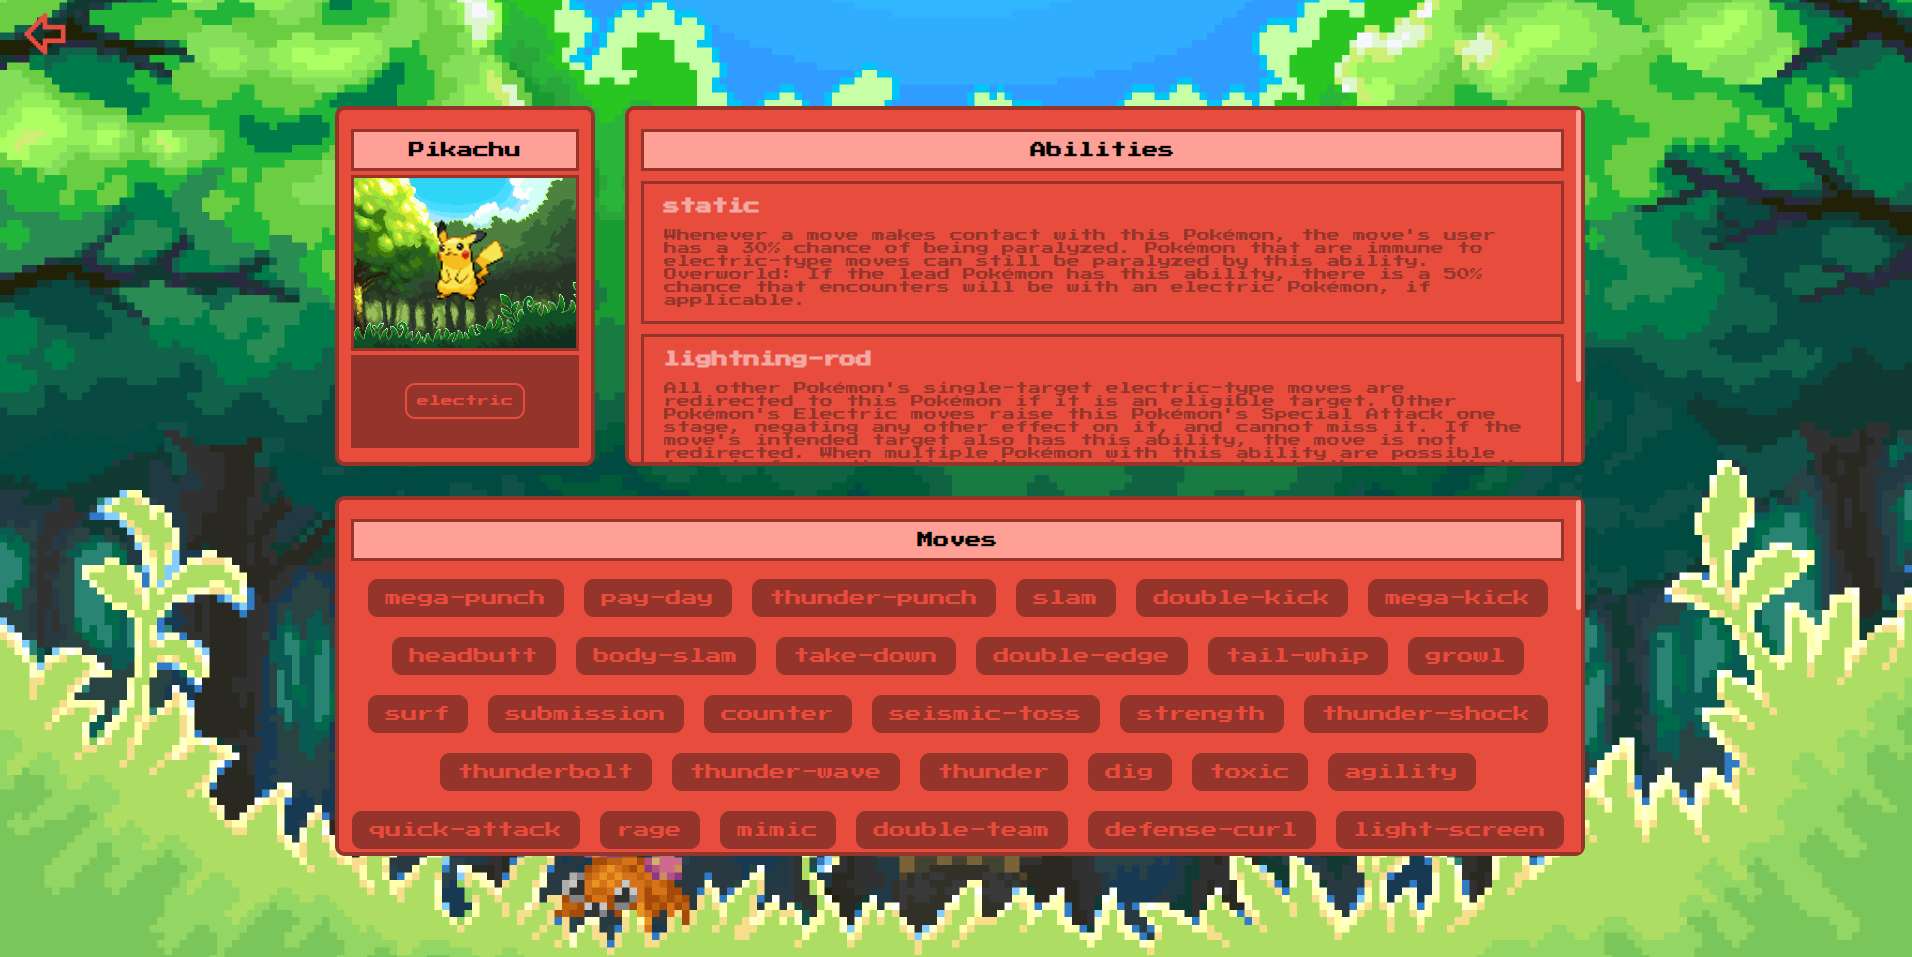 Pikachu
electric
Abilities
static
Whenever a move makes contact with this Pokémon, the move's user
has a 30% chance of being paralyzed. Pokémon that are immune to
electric-type moves can still be paralyzed by this ability.
Overworld: If the lead Pokémon has this ability, there is a 50%
chance that encounters will be with an electric Pokémon, if
applicable.
lightning-rod
All other Pokémon's single-target electric-type moves are
redirected to this Pokémon if it is an eligible target. Other
Pokémon's Electric moves raise this Pokémon's Special Attack one
stage, negating any other effect on it, and cannot miss it. If the
move's intended target also has this ability, the move is not
redirected. When multiple Pokémon with this ability are possible
Moves
mega-punch pay-day thunder-punch slam double-kick mega-kick
headbutt body-slam take-down double-edge tail-whip growl
surf submission counter seismic-toss strength thunder-shock
thunderbolt thunder-wave thunder dig toxic agility
quick-attack rage mimic double-team defense-curl light-screen